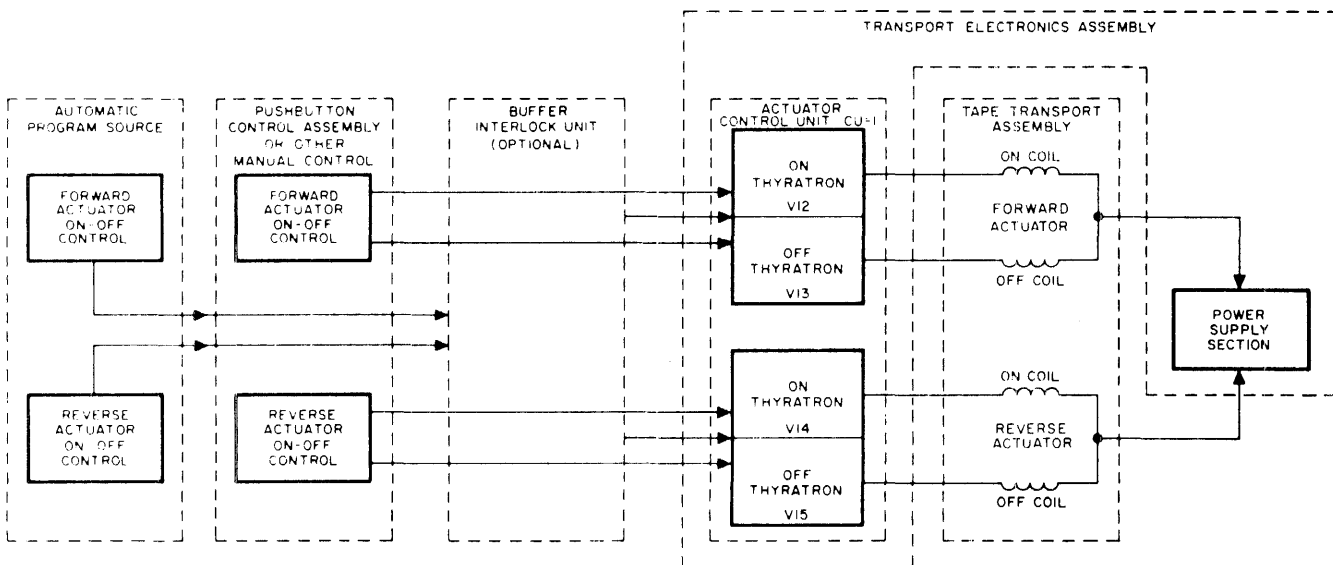 TRANSPORT ELECTRONICS ASSEMBLY
AUTOMATIC
PROGRAM SOURCE
PUSHBUTTON
CONTROL ASSEMBLY
OR OTHER
MANUAL CONTROL
BUFFER
INTERLOCK UNIT
(OPTIONAL)
ACTUATOR
CONTROL UNIT CU-1
TAPE TRANSPORT
ASSEMBLY
FORWARD
ACTUATOR
ON-OFF
CONTROL
FORWARD
ACTUATOR
ON-OFF
CONTROL
ON
THYRATRON
V12
OFF
THYRATRON
V13
ON COIL
FORWARD
ACTUATOR
OFF COIL
POWER
SUPPLY
SECTION
REVERSE
ACTUATOR
ON-OFF
CONTROL
REVERSE
ACTUATOR
ON-OFF
CONTROL
ON
THYRATRON
V14
OFF
THYRATRON
V15
ON COIL
REVERSE
ACTUATOR
OFF COIL